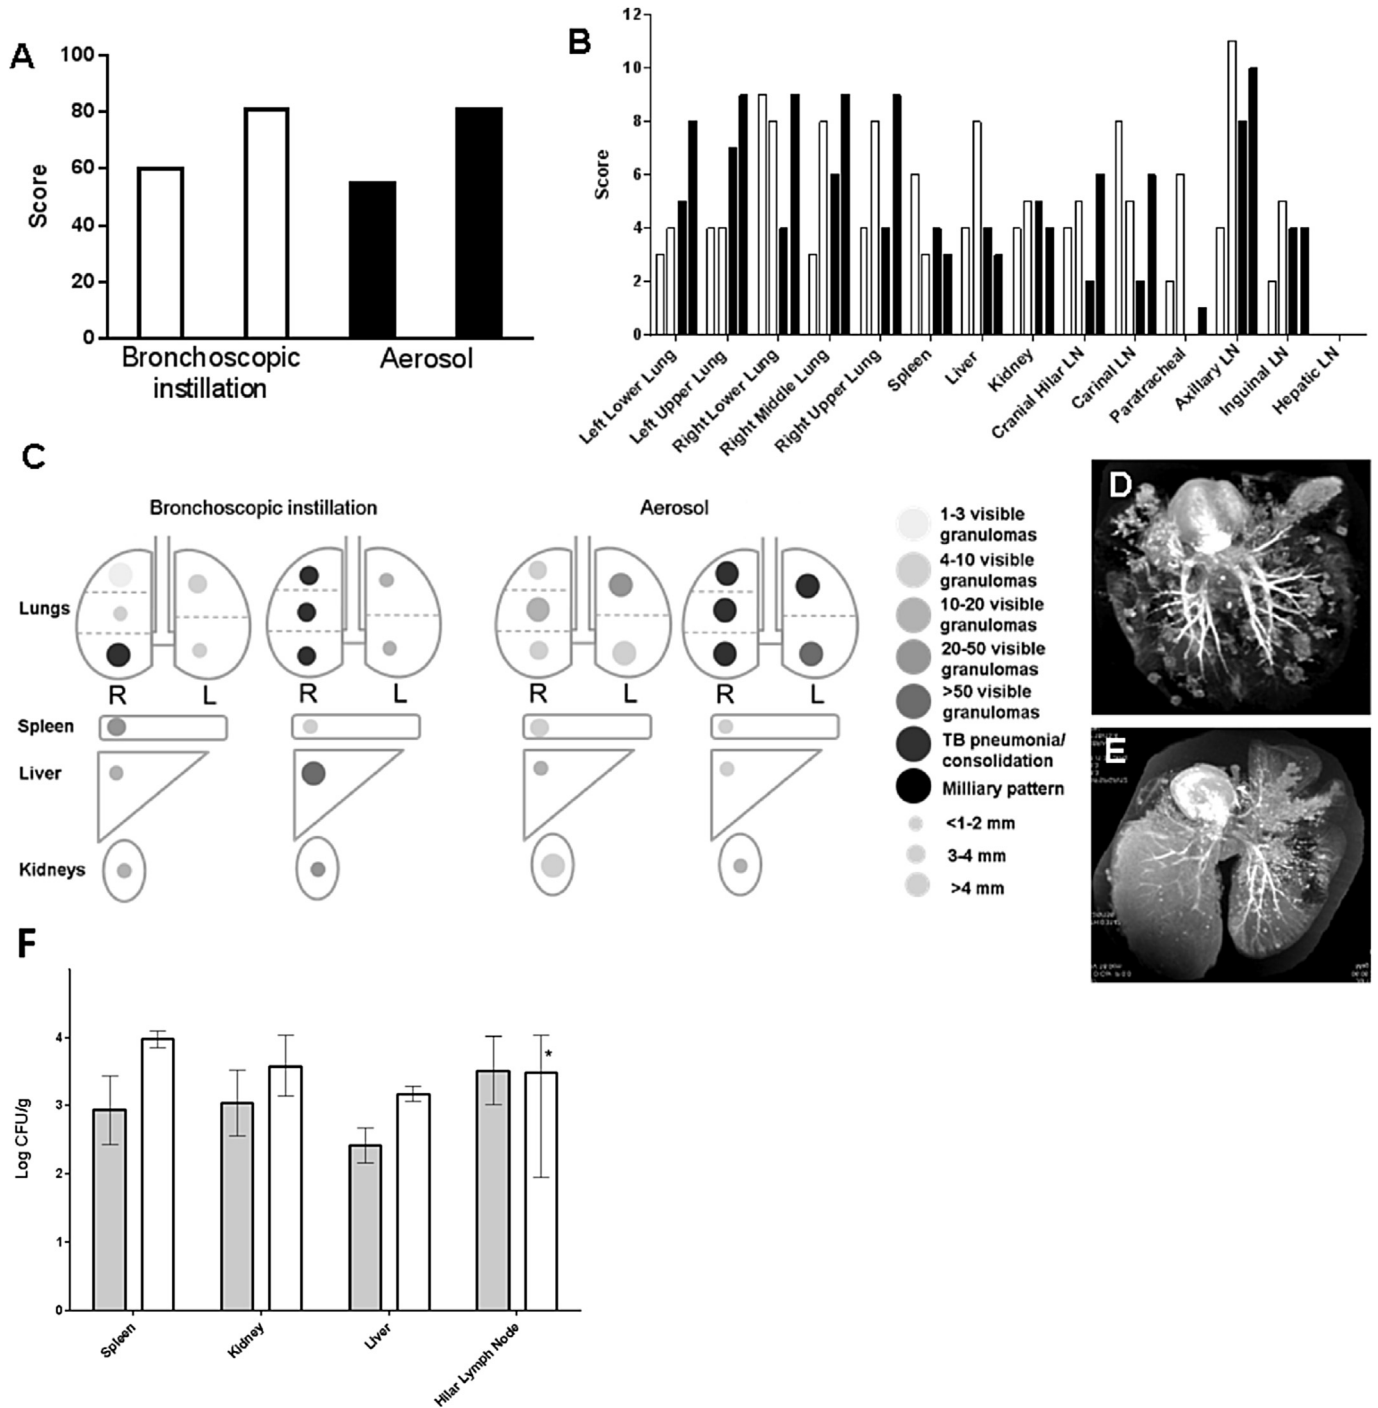 A
100
80
60
40
20
0
Score
Bronchoscopic
instillation
Aerosol
B
12
10
8
6
4
2
0
Score
Left Lower Lung
Left Upper Lung
Right Lower Lung
Right Middle Lung
Right Upper Lung
Spleen
Liver
Kidney
Cranial Hilar LN
Carinal LN
Paratracheal
Axillary LN
Inguinal LN
Hepatic LN
C
Bronchoscopic instillation
Aerosol
Lungs
R L R L R L R L
Spleen
Liver
Kidneys
1-3 visible
granulomas
4-10 visible
granulomas
10-20 visible
granulomas
20-50 visible
granulomas
>50 visible
granulomas
TB pneumonia/
consolidation
Milliary pattern
<1-2 mm
3-4 mm
>4 mm
D
E
F
4
3
2
1
0
Log CFU/g
*
Spleen
Kidney
Liver
Hilar Lymph Node